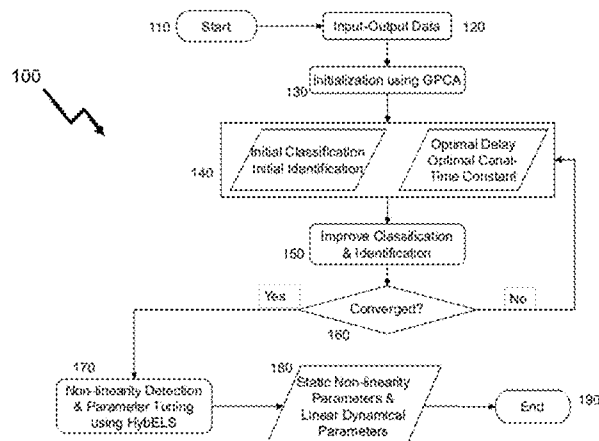 110
Start
Input-Output Data
120
100
130
Initialization using GPCA
140
Initial Classification
Initial Identification
Optimal Delay
Optimal Canal-
Time Constant
150
Improve Classification
& Identification
Yes
Converged?
No
160
170
Non-linearity Detection
& Parameter Tuning
using HybELS
180
Static Non-linearity
Parameters &
Linear Dynamical
Parameters
End
190